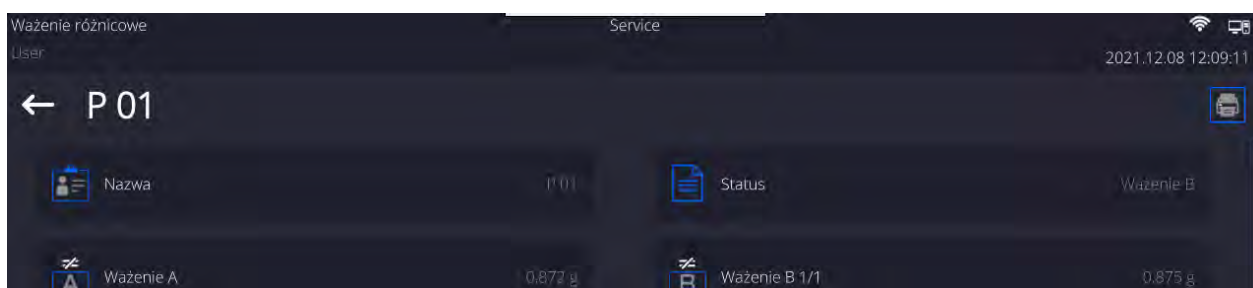 Ważenie różnicowe Service
User
2021.12.08 12:09:11
P 01
Nazwa P 01 Status Ważenie B
A Ważenie A 0.872 g B Ważenie B 1/1 0.875 g